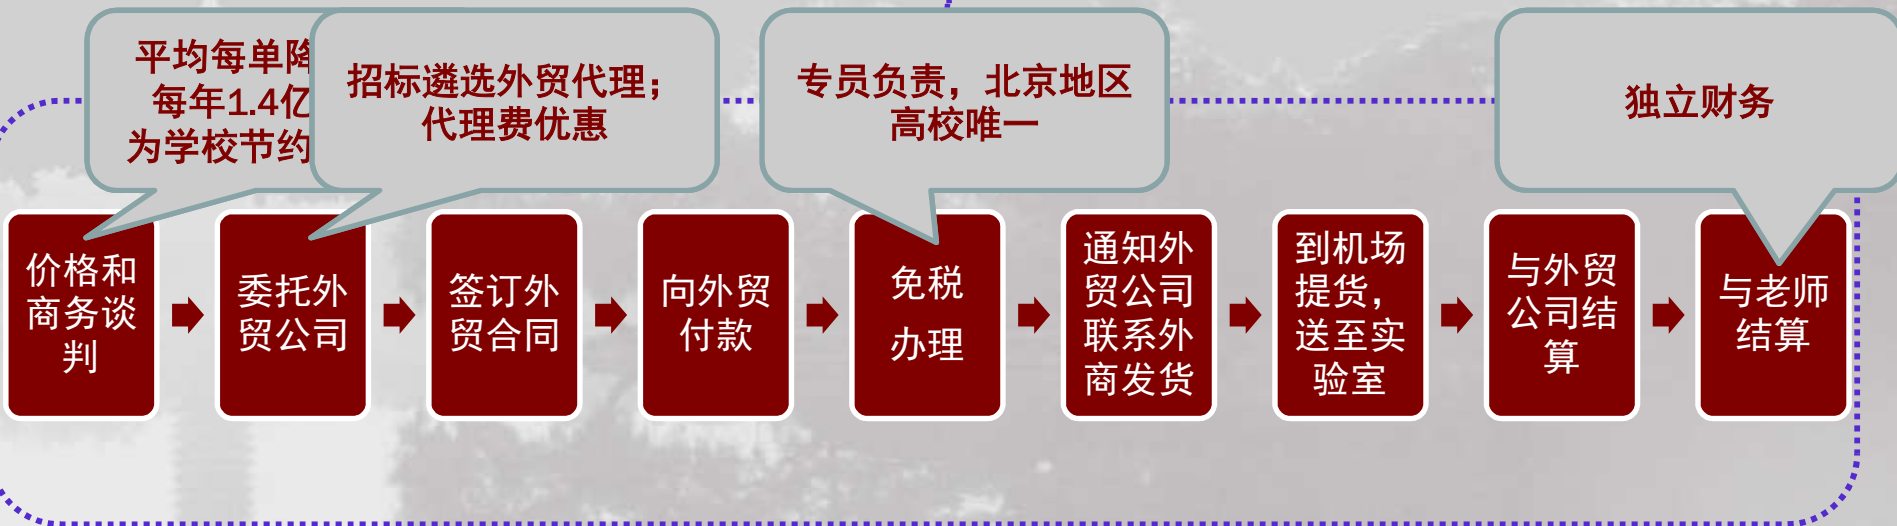 平均每单降
每年1.4亿
为学校节约
招标遴选外贸代理；
代理费优惠
专员负责，北京地区
高校唯一
独立财务
价格和
商务谈
判
委托外
贸公司
签订外
贸合同
向外贸
付款
免税
办理
通知外
贸公司
联系外
商发货
到机场
提货，
送至实
验室
与外贸
公司结
算
与老师
结算